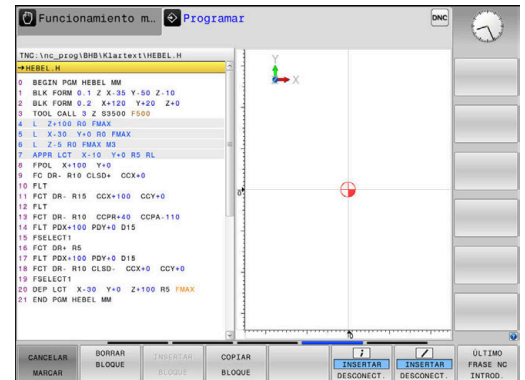 Funcionamiento m…
Programar
DNC
TNC:\nc_prog\BHB\Klartext\HEBEL.H
→HEBEL.H
0 BEGIN PGM HEBEL MM
1 BLK FORM 0.1 Z X-35 Y-50 Z-10
2 BLK FORM 0.2 X+120 Y+20 Z+0
3 TOOL CALL 3 Z S3500 F500
4 L Z+100 R0 FMAX
5 L X-30 Y+0 R0 FMAX
6 L Z-5 R0 FMAX M3
7 APPR LCT X-10 Y+0 R5 RL
8 FPOL X+100 Y+0
9 FC DR- R10 CLSD+ CCX+0
10 FLT
11 FCT DR- R15 CCX+100 CCY+0
12 FLT
13 FCT DR- R10 CCPR+40 CCPA-110
14 FLT PDX+100 PDY+0 D15
15 FSELECT1
16 FCT DR+ R5
17 FLT PDX+100 PDY+0 D15
18 FCT DR- R10 CLSD- CCX+0 CCY+0
19 FSELECT1
20 DEP LCT X-30 Y+0 Z+100 R5 FMAX
21 END PGM HEBEL MM
Y
X
0
0
CANCELAR
MARCAR
BORRAR
BLOQUE
INSERTAR
BLOQUE
COPIAR
BLOQUE
INSERTAR
DESCONECT.
INSERTAR
DESCONECT.
ÚLTIMO
FRASE NC
INTROD.